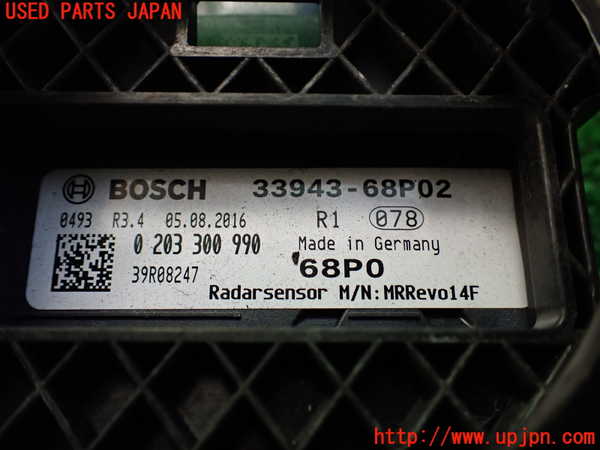 USED PARTS JAPAN
BOSCH 33943-68P02
0493 R3.4 05.08.2016 R1 078
0 203 300 990 Made in Germany
39R08247 68P0
Radarsensor M/N:MRRevo14F
http://www.upjpn.com/